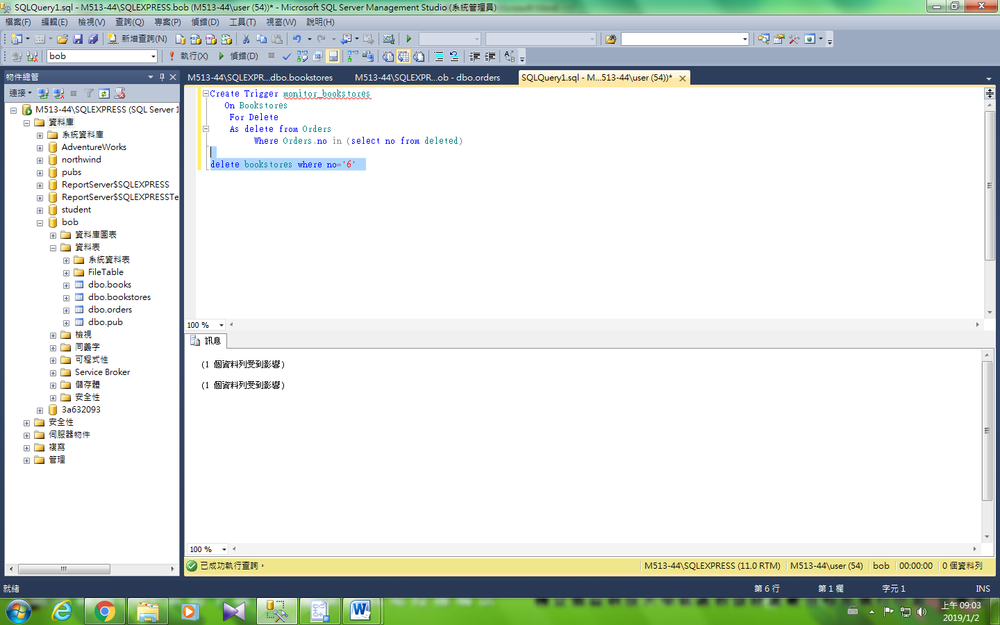 SQLQuery1.sql - M513-44\SQLEXPRESS.bob (M513-44\user (54))* - Microsoft SQL Server Management Studio (系統管理員)
檔案(F) 編輯(E) 檢視(V) 查詢(Q) 專案(P) 偵錯(D) 工具(T) 視窗(W) 說明(H)
新增查詢(N)
bob 執行(X) 偵錯(D)
物件總管
連接
M513-44\SQLEXPRESS (SQL Server 1
資料庫
系統資料庫
AdventureWorks
northwind
pubs
ReportServer$SQLEXPRESS
ReportServer$SQLEXPRESSTe
student
bob
資料庫圖表
資料表
系統資料表
FileTable
dbo.books
dbo.bookstores
dbo.orders
dbo.pub
檢視
同義字
可程式性
Service Broker
儲存體
安全性
3a632093
安全性
伺服器物件
複寫
管理
M513-44\SQLEXPR...dbo.bookstores M513-44\SQLEXPR...ob - dbo.orders SQLQuery1.sql - M...513-44\user (54))*
Create Trigger monitor_bookstores
On Bookstores
For Delete
As delete from Orders
Where Orders.no in (select no from deleted)
delete bookstores where no='6'
100 %
訊息
(1 個資料列受到影響)
(1 個資料列受到影響)
100 %
已成功執行查詢。 M513-44\SQLEXPRESS (11.0 RTM) M513-44\user (54) bob 00:00:00 0 個資料列
就緒 第 6 行 第 1 欄 字元 1 INS
上午 09:03
2019/1/2